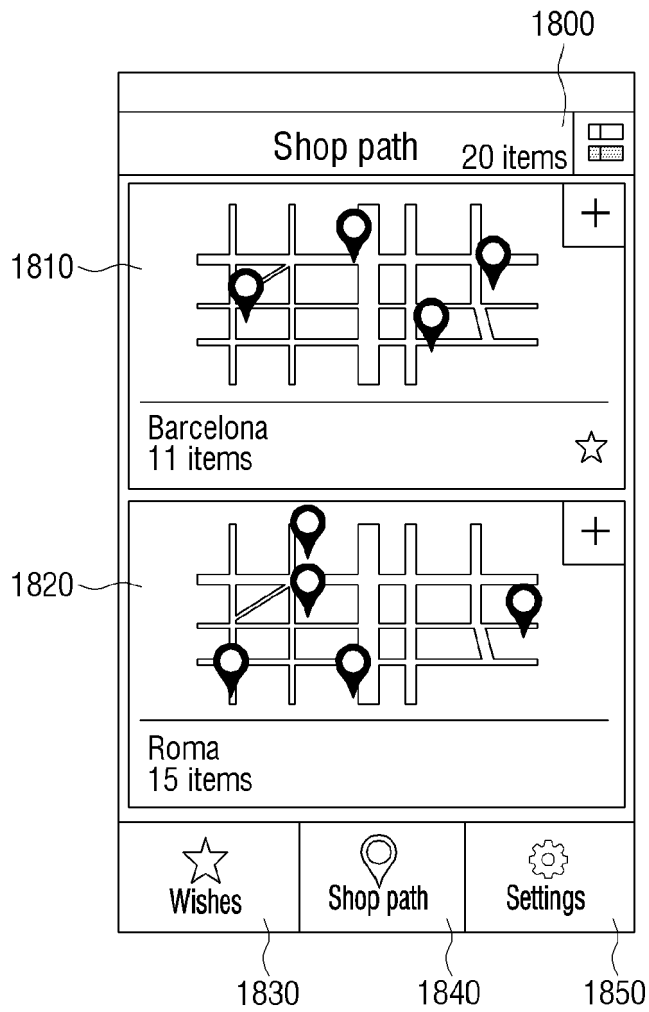 1800
Shop path
20 items
1810
+
Barcelona
11 items
1820
+
Roma
15 items
Wishes
Shop path
Settings
1830
1840
1850